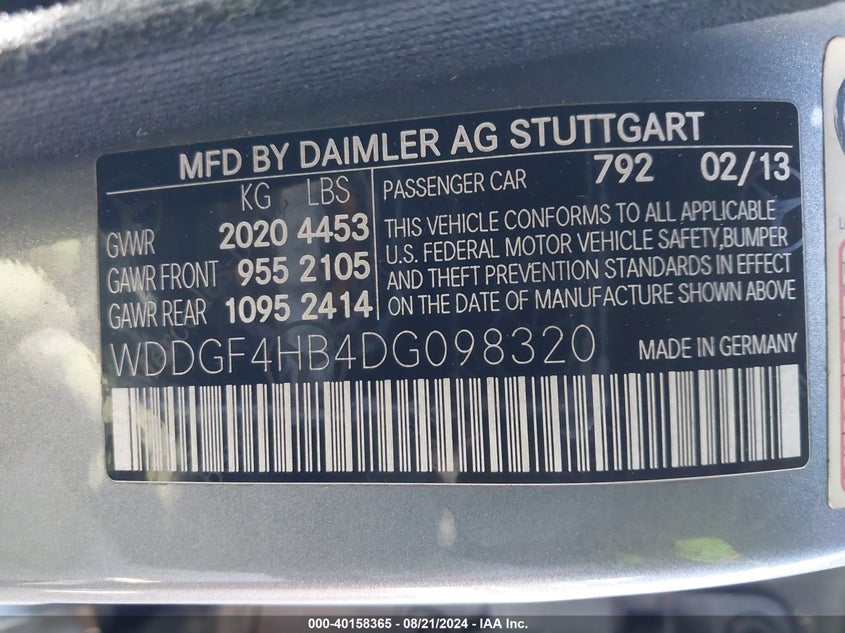 MFD BY DAIMLER AG STUTTGART
KG LBS
GVWR 2020 4453
GAWR FRONT 955 2105
GAWR REAR 1095 2414
PASSENGER CAR 792 02/13
THIS VEHICLE CONFORMS TO ALL APPLICABLE
U.S. FEDERAL MOTOR VEHICLE SAFETY,BUMPER
AND THEFT PREVENTION STANDARDS IN EFFECT
ON THE DATE OF MANUFACTURE SHOWN ABOVE
WDDGF4HB4DG098320 MADE IN GERMANY
000-40158365 | 08/21/2024 | © IAA, Inc.